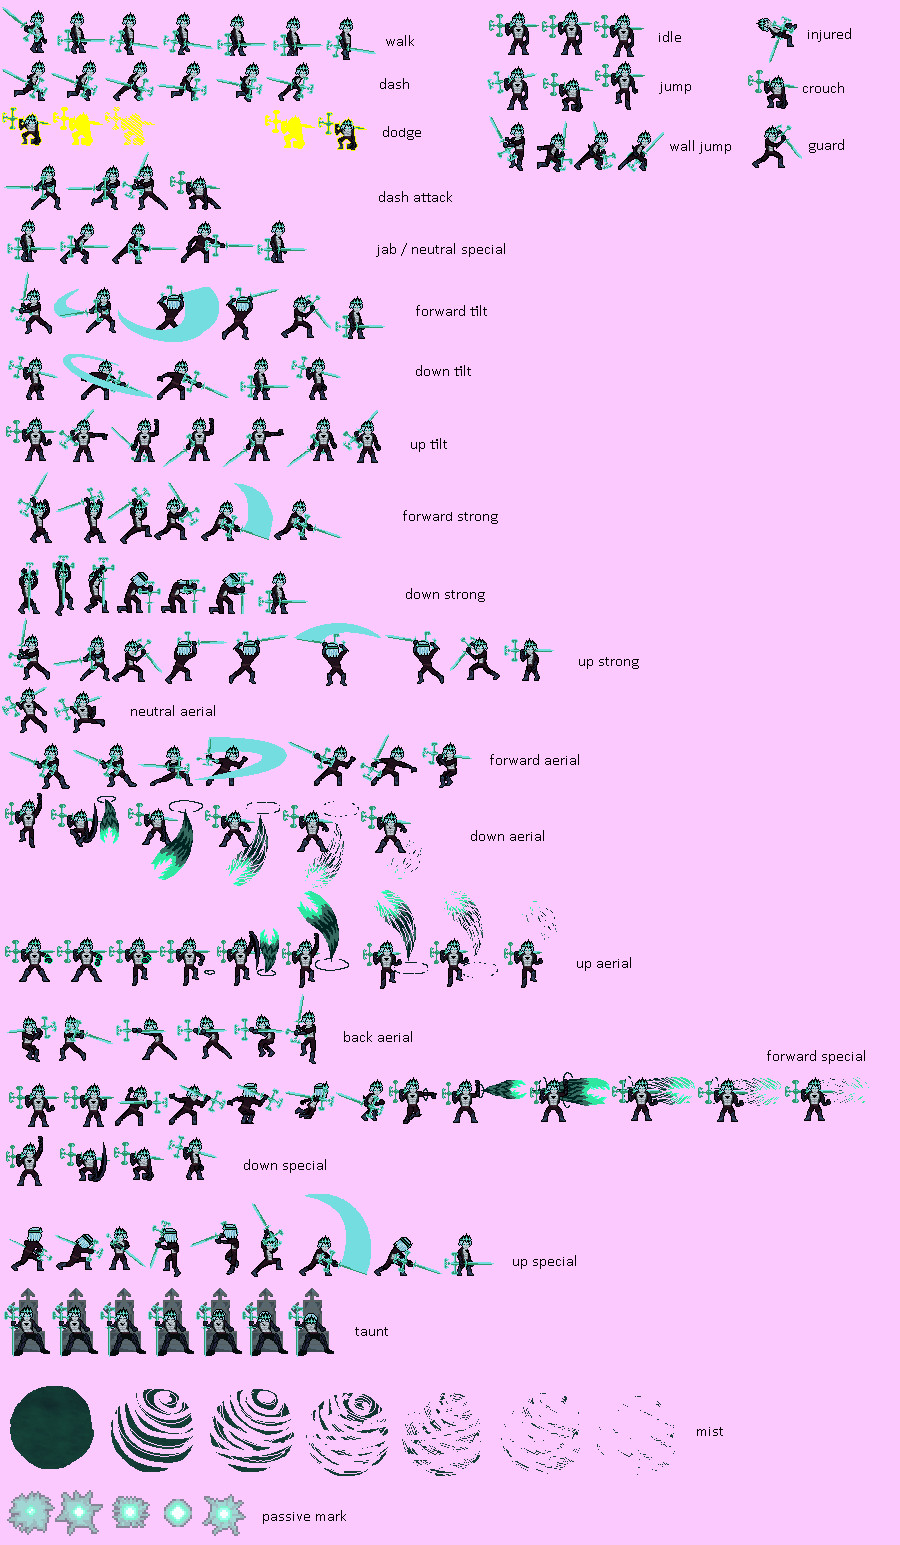 walk
idle
injured
dash
jump
crouch
dodge
wall jump
guard
dash attack
jab / neutral special
forward tilt
down tilt
up tilt
forward strong
down strong
up strong
neutral aerial
forward aerial
down aerial
up aerial
back aerial
forward special
down special
up special
taunt
mist
passive mark